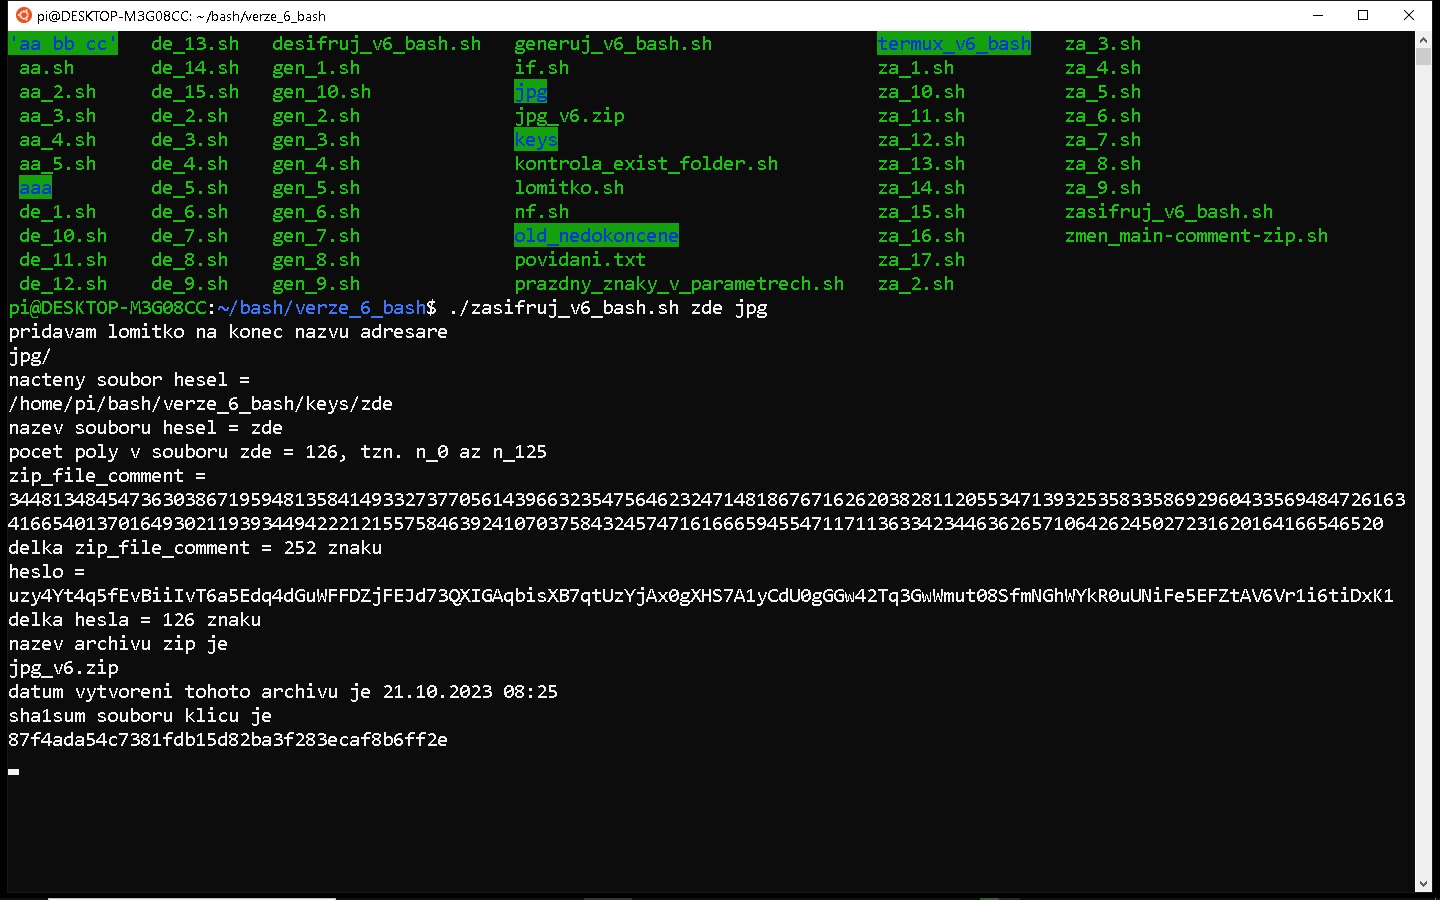 pi@DESKTOP-M3G08CC: ~/bash/verze_6_bash
'aa bb cc' de_13.sh desifruj_v6_bash.sh generuj_v6_bash.sh termux_v6_bash za_3.sh
aa.sh de_14.sh gen_1.sh if.sh za_1.sh za_4.sh
aa_2.sh de_15.sh gen_10.sh jpg za_10.sh za_5.sh
aa_3.sh de_2.sh gen_2.sh jpg_v6.zip za_11.sh za_6.sh
aa_4.sh de_3.sh gen_3.sh keys za_12.sh za_7.sh
aa_5.sh de_4.sh gen_4.sh kontrola_exist_folder.sh za_13.sh za_8.sh
aaa de_5.sh gen_5.sh lomitko.sh za_14.sh za_9.sh
de_1.sh de_6.sh gen_6.sh nf.sh za_15.sh zasifruj_v6_bash.sh
de_10.sh de_7.sh gen_7.sh old_nedokoncene za_16.sh zmen_main-comment-zip.sh
de_11.sh de_8.sh gen_8.sh povidani.txt za_17.sh
de_12.sh de_9.sh gen_9.sh prazdny_znaky_v_parametrech.sh za_2.sh
pi@DESKTOP-M3G08CC:~/bash/verze_6_bash$ ./zasifruj_v6_bash.sh zde jpg
pridavam lomitko na konec nazvu adresare
jpg/
nacteny soubor hesel =
/home/pi/bash/verze_6_bash/keys/zde
nazev souboru hesel = zde
pocet poly v souboru zde = 126, tzn. n_0 az n_125
zip_file_comment =
3448134845473630386719594813584149332737705614396632354756462324714818676716262038281120553471393253583358692960433569484726163
41665401370164930211939344942221215575846392410703758432457471616665945547117113633423446362657106426245027231620164166546520
delka zip_file_comment = 252 znaku
heslo =
uzy4Yt4q5fEvBiiIvT6a5Edq4dGuWFFDZjFEJd73QXIGAqbisXB7qtUzYjAx0gXHS7A1yCdU0gGGw42Tq3GwWmut08SfmNGhWYkR0uUNiFe5EFZtAV6Vr1i6tiDxK1
delka hesla = 126 znaku
nazev archivu zip je
jpg_v6.zip
datum vytvoreni tohoto archivu je 21.10.2023 08:25
sha1sum souboru klicu je
87f4ada54c7381fdb15d82ba3f283ecaf8b6ff2e